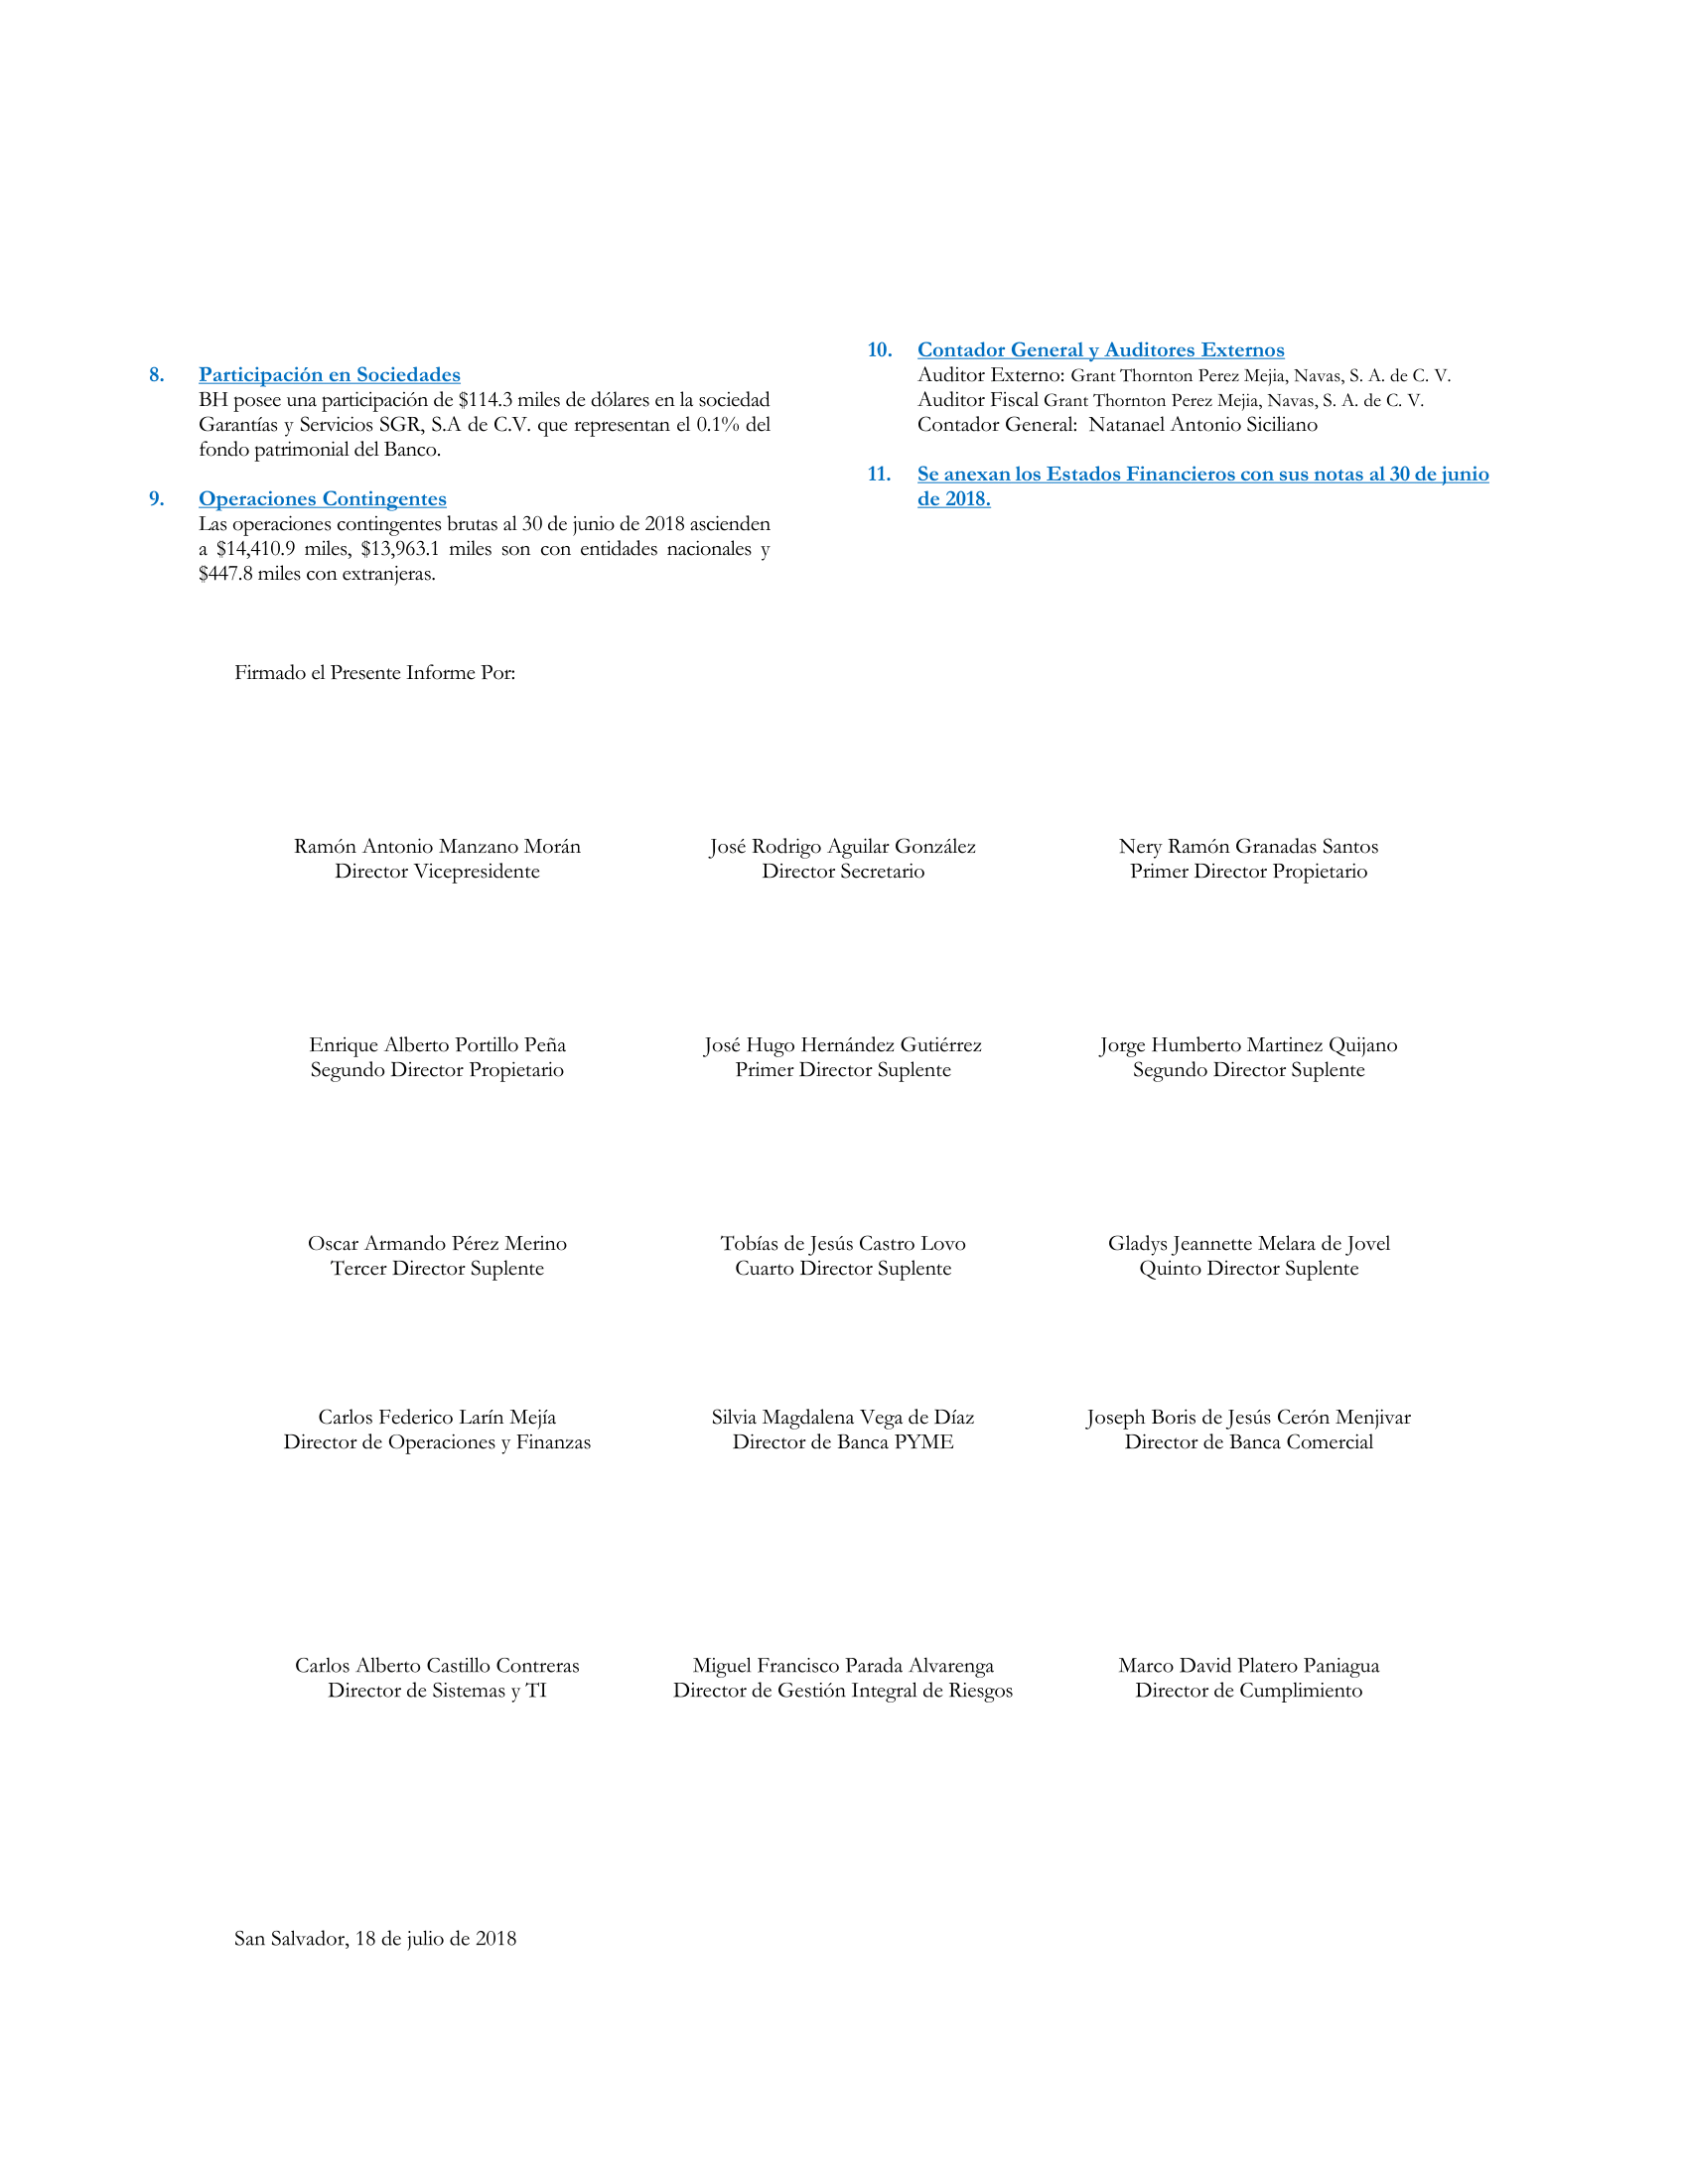 8. Participación en Sociedades
BH posee una participación de $114.3 miles de dólares en la sociedad
Garantías y Servicios SGR, S.A de C.V. que representan el 0.1% del
fondo patrimonial del Banco.
9. Operaciones Contingentes
Las operaciones contingentes brutas al 30 de junio de 2018 ascienden
a $14,410.9 miles, $13,963.1 miles son con entidades nacionales y
$447.8 miles con extranjeras.
10. Contador General y Auditores Externos
Auditor Externo: Grant Thornton Perez Mejia, Navas, S. A. de C. V.
Auditor Fiscal Grant Thornton Perez Mejia, Navas, S. A. de C. V.
Contador General: Natanael Antonio Siciliano
11. Se anexan los Estados Financieros con sus notas al 30 de junio
de 2018.
Firmado el Presente Informe Por:
Ramón Antonio Manzano Morán
Director Vicepresidente
José Rodrigo Aguilar González
Director Secretario
Nery Ramón Granadas Santos
Primer Director Propietario
Enrique Alberto Portillo Peña
Segundo Director Propietario
José Hugo Hernández Gutiérrez
Primer Director Suplente
Jorge Humberto Martinez Quijano
Segundo Director Suplente
Oscar Armando Pérez Merino
Tercer Director Suplente
Tobías de Jesús Castro Lovo
Cuarto Director Suplente
Gladys Jeannette Melara de Jovel
Quinto Director Suplente
Carlos Federico Larín Mejía
Director de Operaciones y Finanzas
Silvia Magdalena Vega de Díaz
Director de Banca PYME
Joseph Boris de Jesús Cerón Menjivar
Director de Banca Comercial
Carlos Alberto Castillo Contreras
Director de Sistemas y TI
Miguel Francisco Parada Alvarenga
Director de Gestión Integral de Riesgos
Marco David Platero Paniagua
Director de Cumplimiento
San Salvador, 18 de julio de 2018